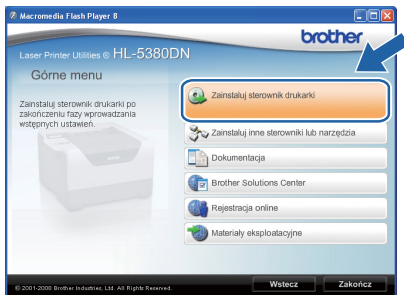 Macromedia Flash Player 8
brother
Laser Printer Utilities ® HL-5380DN
Górne menu
Zainstaluj sterownik drukarki po
zakończeniu fazy wprowadzania
wstępnych ustawień.
Zainstaluj sterownik drukarki
Zainstaluj inne sterowniki lub narzędzia
Dokumentacja
Brother Solutions Center
Rejestracja online
Materiały eksploatacyjne
© 2001-2008 Brother Industries, Ltd. All Rights Reserved.
Wstecz
Zakończ